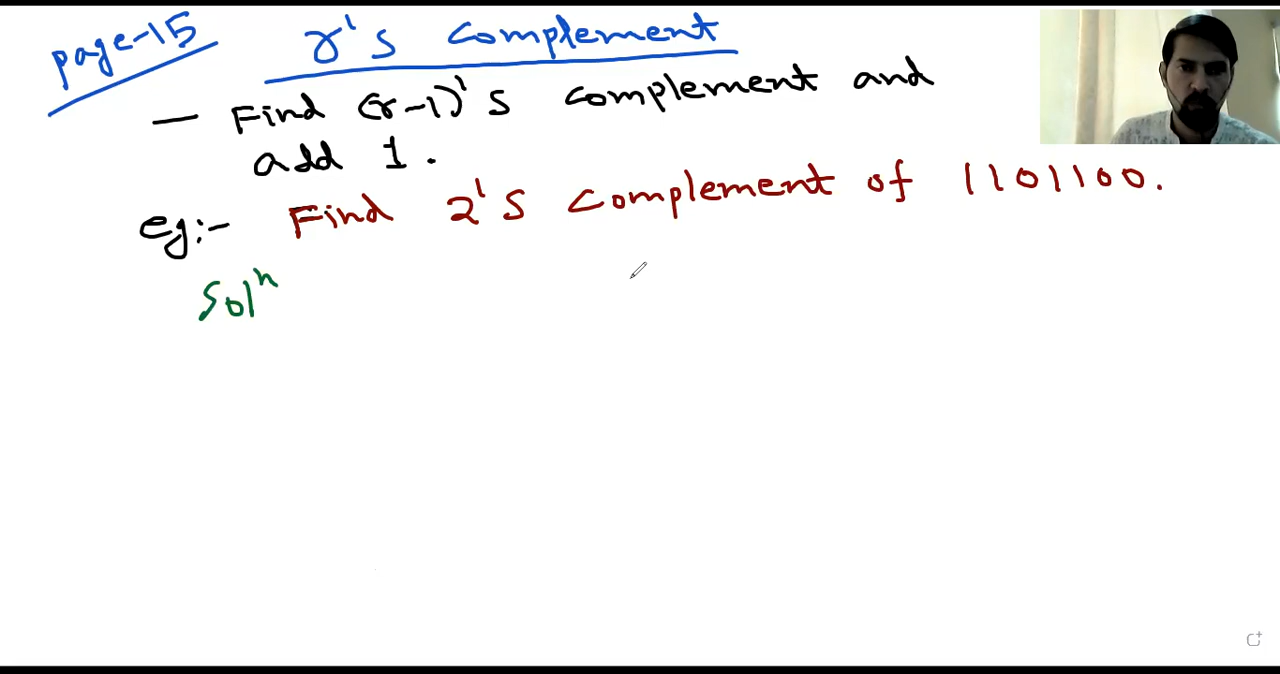 page-15
r's complement
— Find (r-1)'s complement and
add 1.
eg:- Find 2's complement of 1101100.
Solⁿ